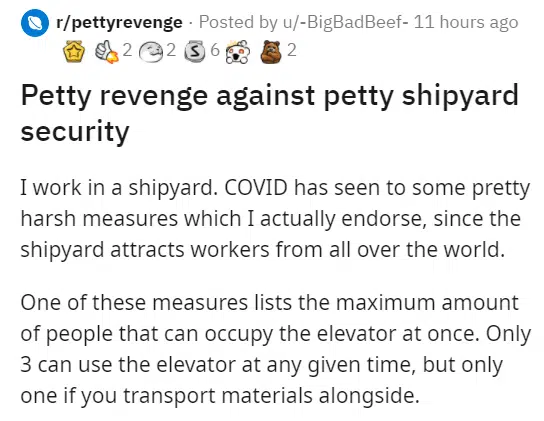 r/pettyrevenge · Posted by u/-BigBadBeef- 11 hours ago
2 2 6 2
Petty revenge against petty shipyard
security
I work in a shipyard. COVID has seen to some pretty
harsh measures which I actually endorse, since the
shipyard attracts workers from all over the world.
One of these measures lists the maximum amount
of people that can occupy the elevator at once. Only
3 can use the elevator at any given time, but only
one if you transport materials alongside.